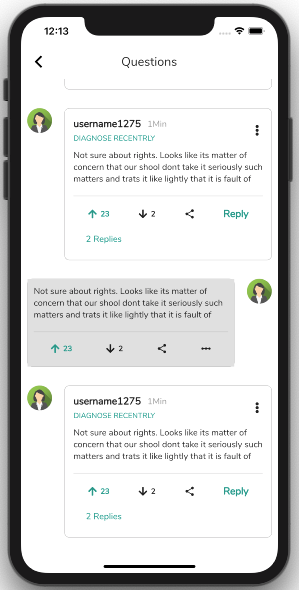 12:13
Questions
username1275 1Min
DIAGNOSE RECENTRLY
Not sure about rights. Looks like its matter of
concern that our shool dont take it seriously such
matters and trats it like lightly that it is fault of
23 2 Reply
2 Replies
Not sure about rights. Looks like its matter of
concern that our shool dont take it seriously such
matters and trats it like lightly that it is fault of
23 2
username1275 1Min
DIAGNOSE RECENTRLY
Not sure about rights. Looks like its matter of
concern that our shool dont take it seriously such
matters and trats it like lightly that it is fault of
23 2 Reply
2 Replies